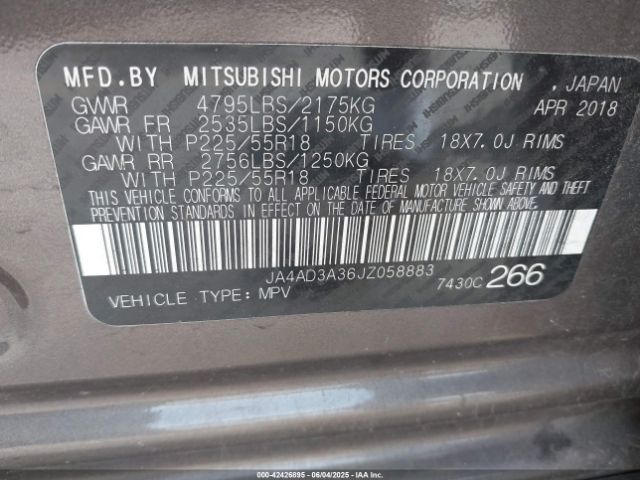 MFD.BY MITSUBISHI MOTORS CORPORATION , JAPAN
GVWR 4795LBS/2175KG APR 2018
GAWR FR 2535LBS/1150KG
WITH P225/55R18 TIRES 18X7.0J RIMS
GAWR RR 2756LBS/1250KG
WITH P225/55R18 TIRES 18X7.0J RIMS
THIS VEHICLE CONFORMS TO ALL APPLICABLE FEDERAL MOTOR VEHICLE SAFETY AND THEFT
PREVENTION STANDARDS IN EFFECT ON THE DATE OF MANUFACTURE SHOWN ABOVE.
JA4AD3A36JZ058883 7430C 266
VEHICLE TYPE: MPV
00-42426895 - 06/04/2025 - COPYRIGHT IAA, LLC